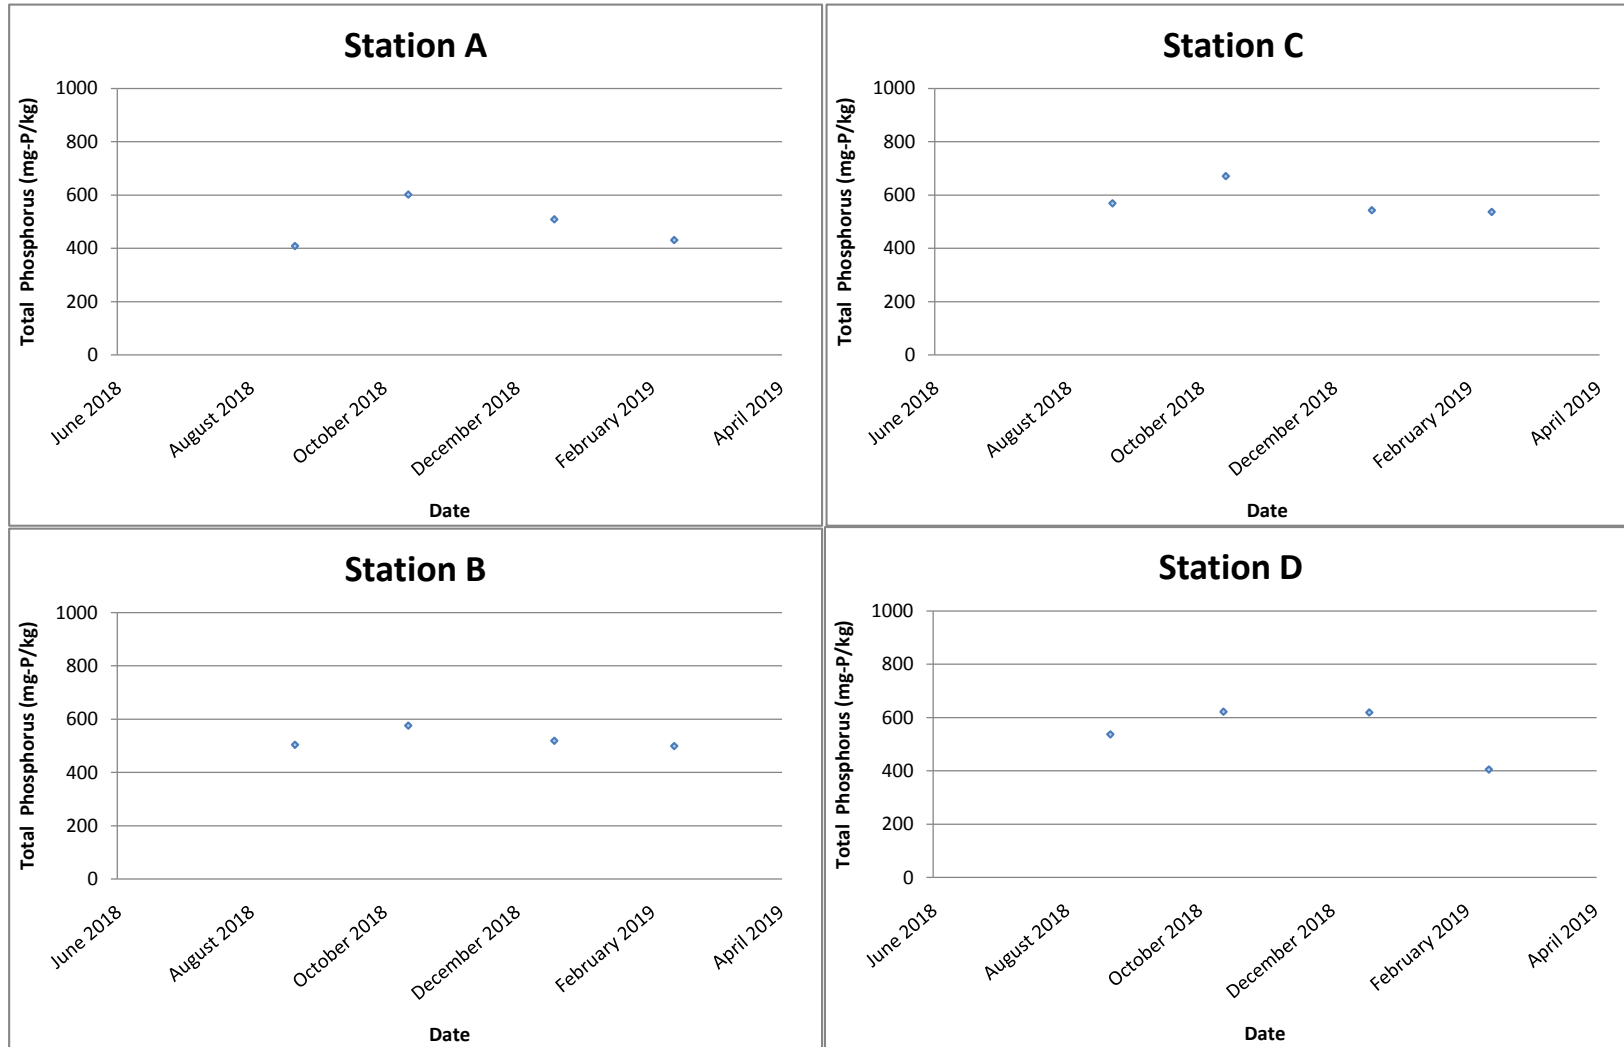 Station A
Total Phosphorus (mg-P/kg)
1000
800
600
400
200
0
June 2018
August 2018
October 2018
December 2018
February 2019
April 2019
Date
Station C
Total Phosphorus (mg-P/kg)
1000
800
600
400
200
0
June 2018
August 2018
October 2018
December 2018
February 2019
April 2019
Date
Station B
Total Phosphorus (mg-P/kg)
1000
800
600
400
200
0
June 2018
August 2018
October 2018
December 2018
February 2019
April 2019
Date
Station D
Total Phosphorus (mg-P/kg)
1000
800
600
400
200
0
June 2018
August 2018
October 2018
December 2018
February 2019
April 2019
Date